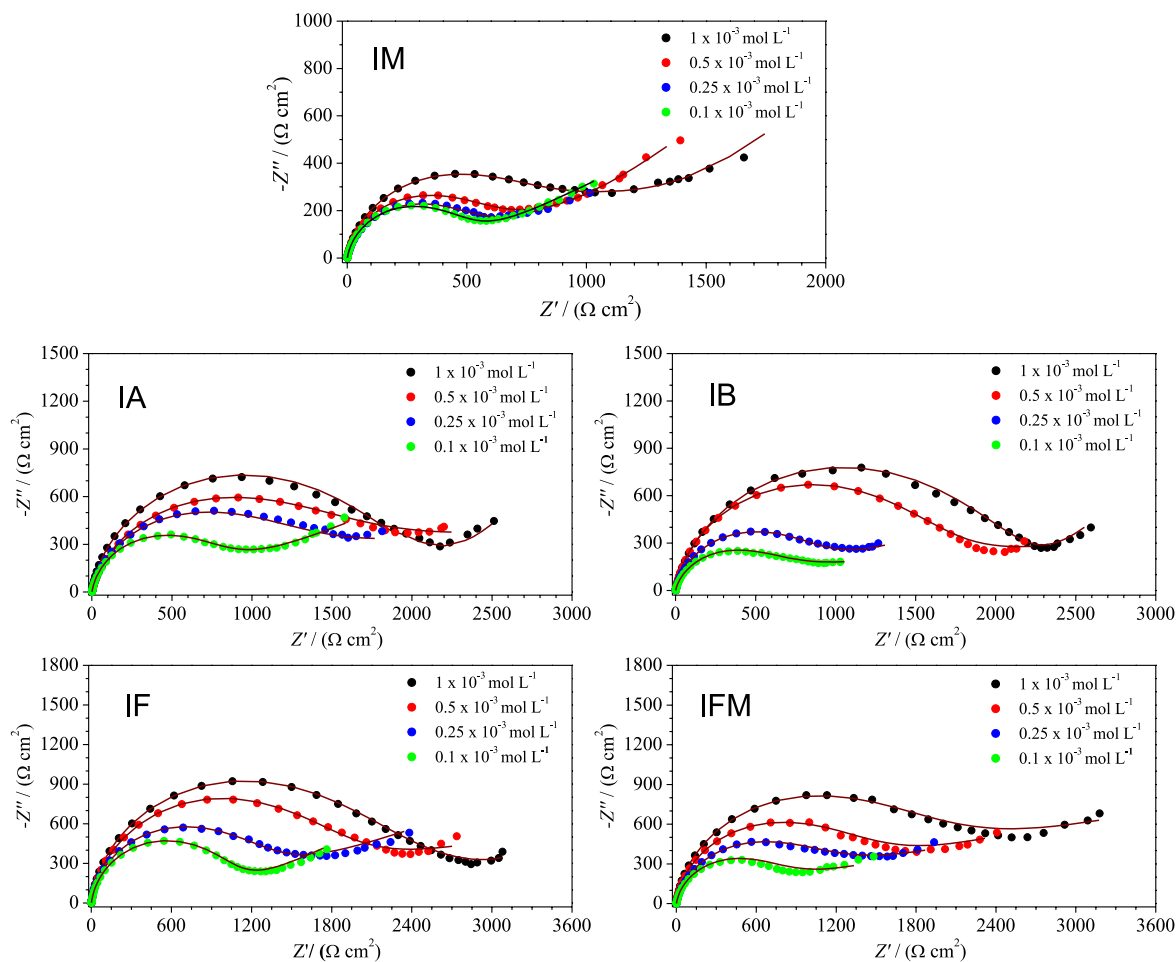 IM
1 x 10⁻³ mol L⁻¹
0.5 x 10⁻³ mol L⁻¹
0.25 x 10⁻³ mol L⁻¹
0.1 x 10⁻³ mol L⁻¹
1000
800
600
400
200
0
-Z'' / (Ω cm²)
0 500 1000 1500 2000
Z' / (Ω cm²)
IA
1 x 10⁻³ mol L⁻¹
0.5 x 10⁻³ mol L⁻¹
0.25 x 10⁻³ mol L⁻¹
0.1 x 10⁻³ mol L⁻¹
1500
1200
900
600
300
0
-Z'' / (Ω cm²)
0 500 1000 1500 2000 2500 3000
Z' / (Ω cm²)
IB
1 x 10⁻³ mol L⁻¹
0.5 x 10⁻³ mol L⁻¹
0.25 x 10⁻³ mol L⁻¹
0.1 x 10⁻³ mol L⁻¹
1500
1200
900
600
300
0
-Z'' / (Ω cm²)
0 500 1000 1500 2000 2500 3000
Z' / (Ω cm²)
IF
1 x 10⁻³ mol L⁻¹
0.5 x 10⁻³ mol L⁻¹
0.25 x 10⁻³ mol L⁻¹
0.1 x 10⁻³ mol L⁻¹
1800
1500
1200
900
600
300
0
-Z'' / (Ω cm²)
0 600 1200 1800 2400 3000 3600
Z'/ (Ω cm²)
IFM
1 x 10⁻³ mol L⁻¹
0.5 x 10⁻³ mol L⁻¹
0.25 x 10⁻³ mol L⁻¹
0.1 x 10⁻³ mol L⁻¹
1800
1500
1200
900
600
300
0
-Z'' / (Ω cm²)
0 600 1200 1800 2400 3000 3600
Z' / (Ω cm²)